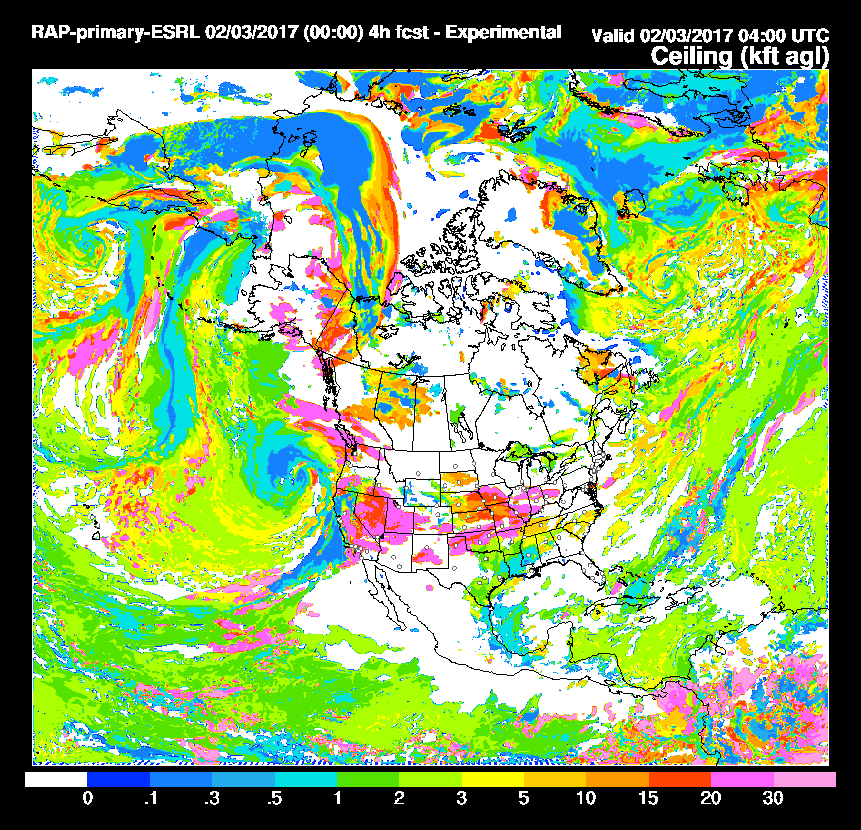 RAP-primary-ESRL 02/03/2017 (00:00) 4h fcst - Experimental
Valid 02/03/2017 04:00 UTC
Ceiling (kft agl)
0 .1 .3 .5 1 2 3 5 10 15 20 30